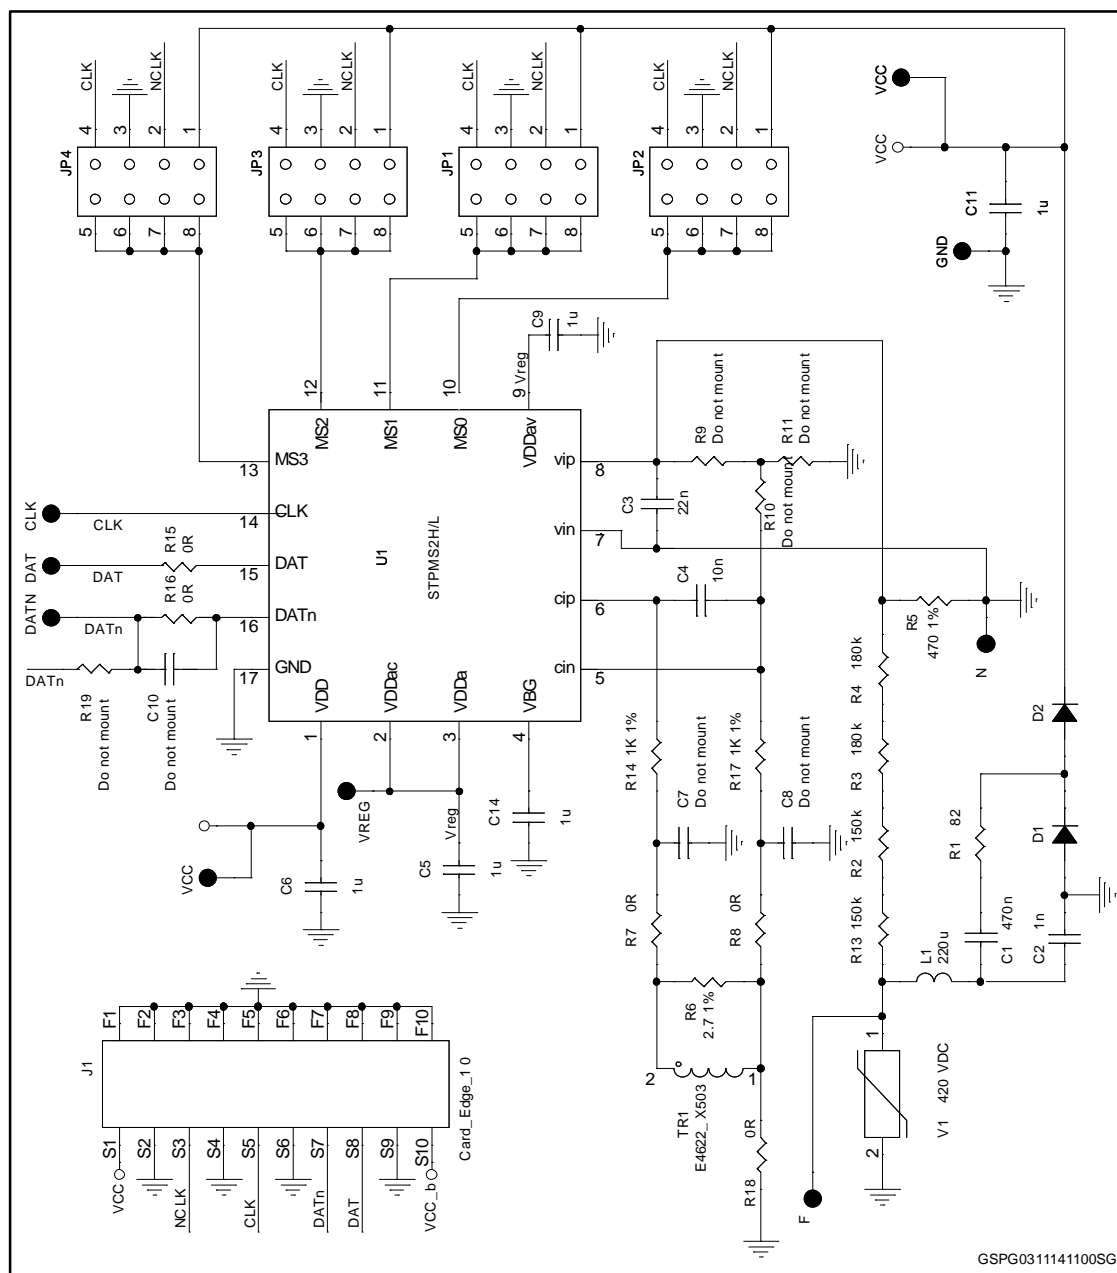 CLK
NCLK
CLK
NCLK
CLK
NCLK
CLK
NCLK
4
3
2
1
4
3
2
1
4
3
2
1
4
3
2
1
JP4
JP3
JP1
JP2
5
6
7
8
5
6
7
8
5
6
7
8
5
6
7
8
VCC
VCC
C11
1u
GND
C9
1u
Vreg
12
11
10
9
MS2
MS1
MS0
VDDav
13
MS3
14
CLK
15
DAT
16
DATn
17
GND
U1
STPMS2H/L
vip
8
vin
7
cip
6
cin
5
VDD
VDDac
VDDa
VBG
1
2
3
4
CLK
CLK
DAT
DAT
R15
0R
DATN
DATn
R16
0R
DATn
R19
Do not mount
C10
Do not mount
R9
Do not mount
R11
Do not mount
R10
Do not mount
C3
22n
C4
10n
R5
470 1%
N
R14 1K 1%
R17 1K 1%
C7
Do not mount
C8
Do not mount
R7 0R
R8 0R
R6
2.7 1%
2
1
TR1
E4622_X503
R18
0R
R4 180k
R3 180k
R2 150k
R13 150k
D2
D1
R1 82
C1 470n
C2 1n
L1
220u
1
2
V1 420 VDC
F
VREG
Vreg
C14
1u
C5
1u
C6
1u
VCC
J1
F1
F2
F3
F4
F5
F6
F7
F8
F9
F10
S1
S2
S3
S4
S5
S6
S7
S8
S9
S10
Card_Edge_10
VCC
NCLK
CLK
DATn
DAT
VCC_b
GSPG0311141100SG